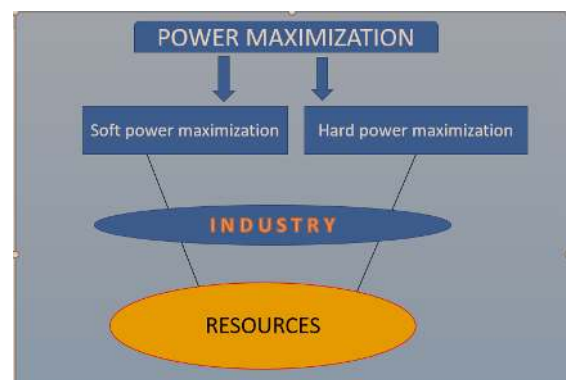 POWER MAXIMIZATION
Soft power maximization
Hard power maximization
INDUSTRY
RESOURCES